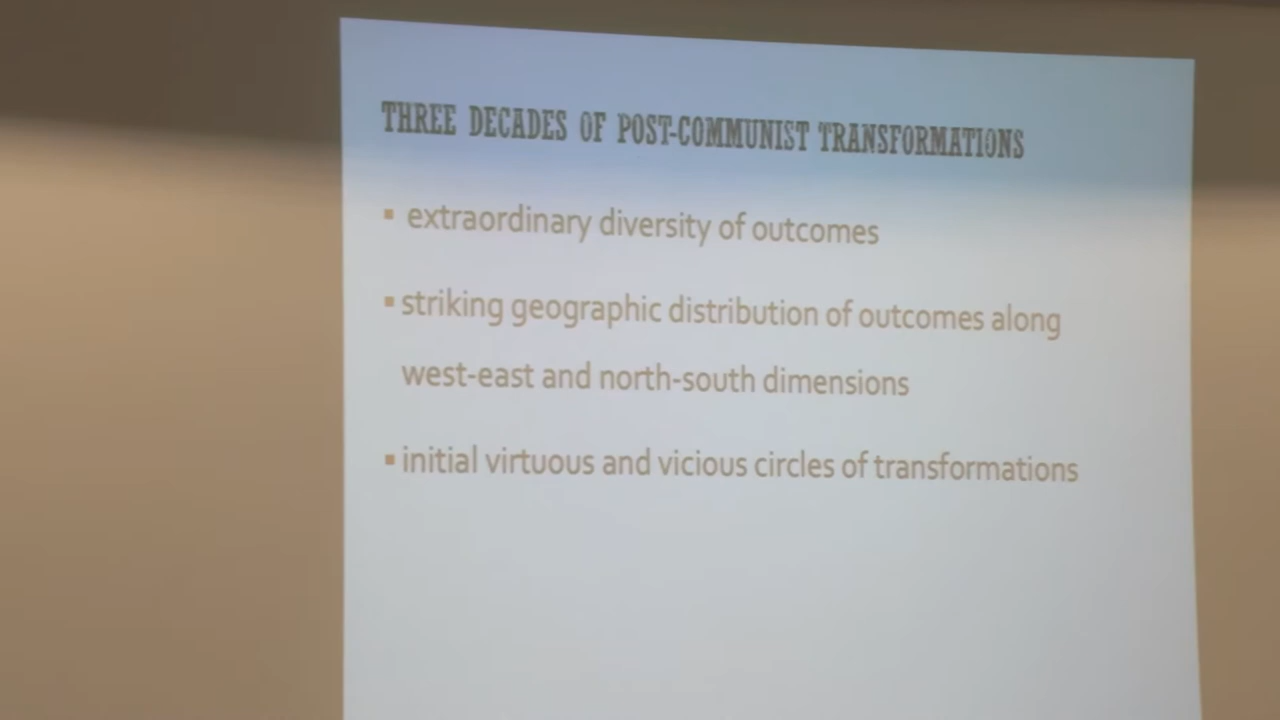 THREE DECADES OF POST-COMMUNIST TRANSFORMATIONS
▪ extraordinary diversity of outcomes
▪ striking geographic distribution of outcomes along
west-east and north-south dimensions
▪ initial virtuous and vicious circles of transformations